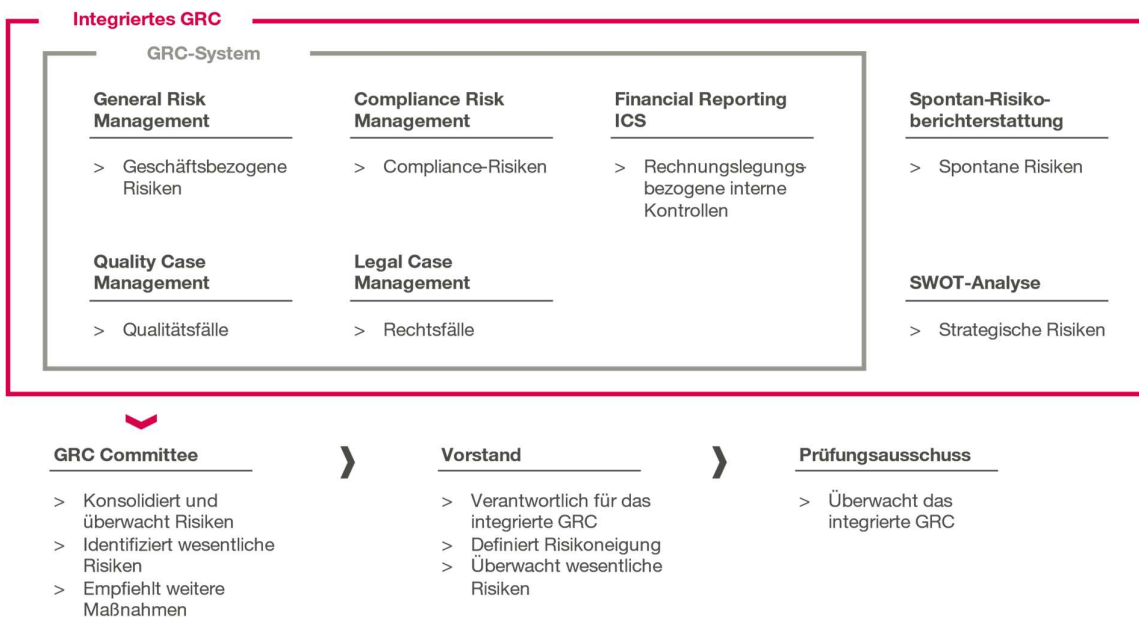 Integriertes GRC
GRC-System
General Risk
Management
> Geschäftsbezogene
Risiken
Compliance Risk
Management
> Compliance-Risiken
Financial Reporting
ICS
> Rechnungslegungs-
bezogene interne
Kontrollen
Spontan-Risiko-
berichterstattung
> Spontane Risiken
Quality Case
Management
> Qualitätsfälle
Legal Case
Management
> Rechtsfälle
SWOT-Analyse
> Strategische Risiken
GRC Committee
> Konsolidiert und
überwacht Risiken
> Identifiziert wesentliche
Risiken
> Empfiehlt weitere
Maßnahmen
Vorstand
> Verantwortlich für das
integrierte GRC
> Definiert Risikoneigung
> Überwacht wesentliche
Risiken
Prüfungsausschuss
> Überwacht das
integrierte GRC